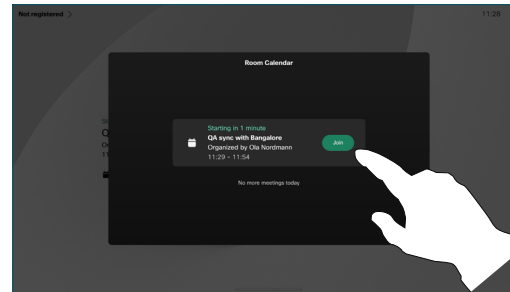 Not registered
11:28
Room Calendar
Starting in 1 minute
QA sync with Bangalore
Organized by Ola Nordmann
11:29 - 11:54
Join
No more meetings today